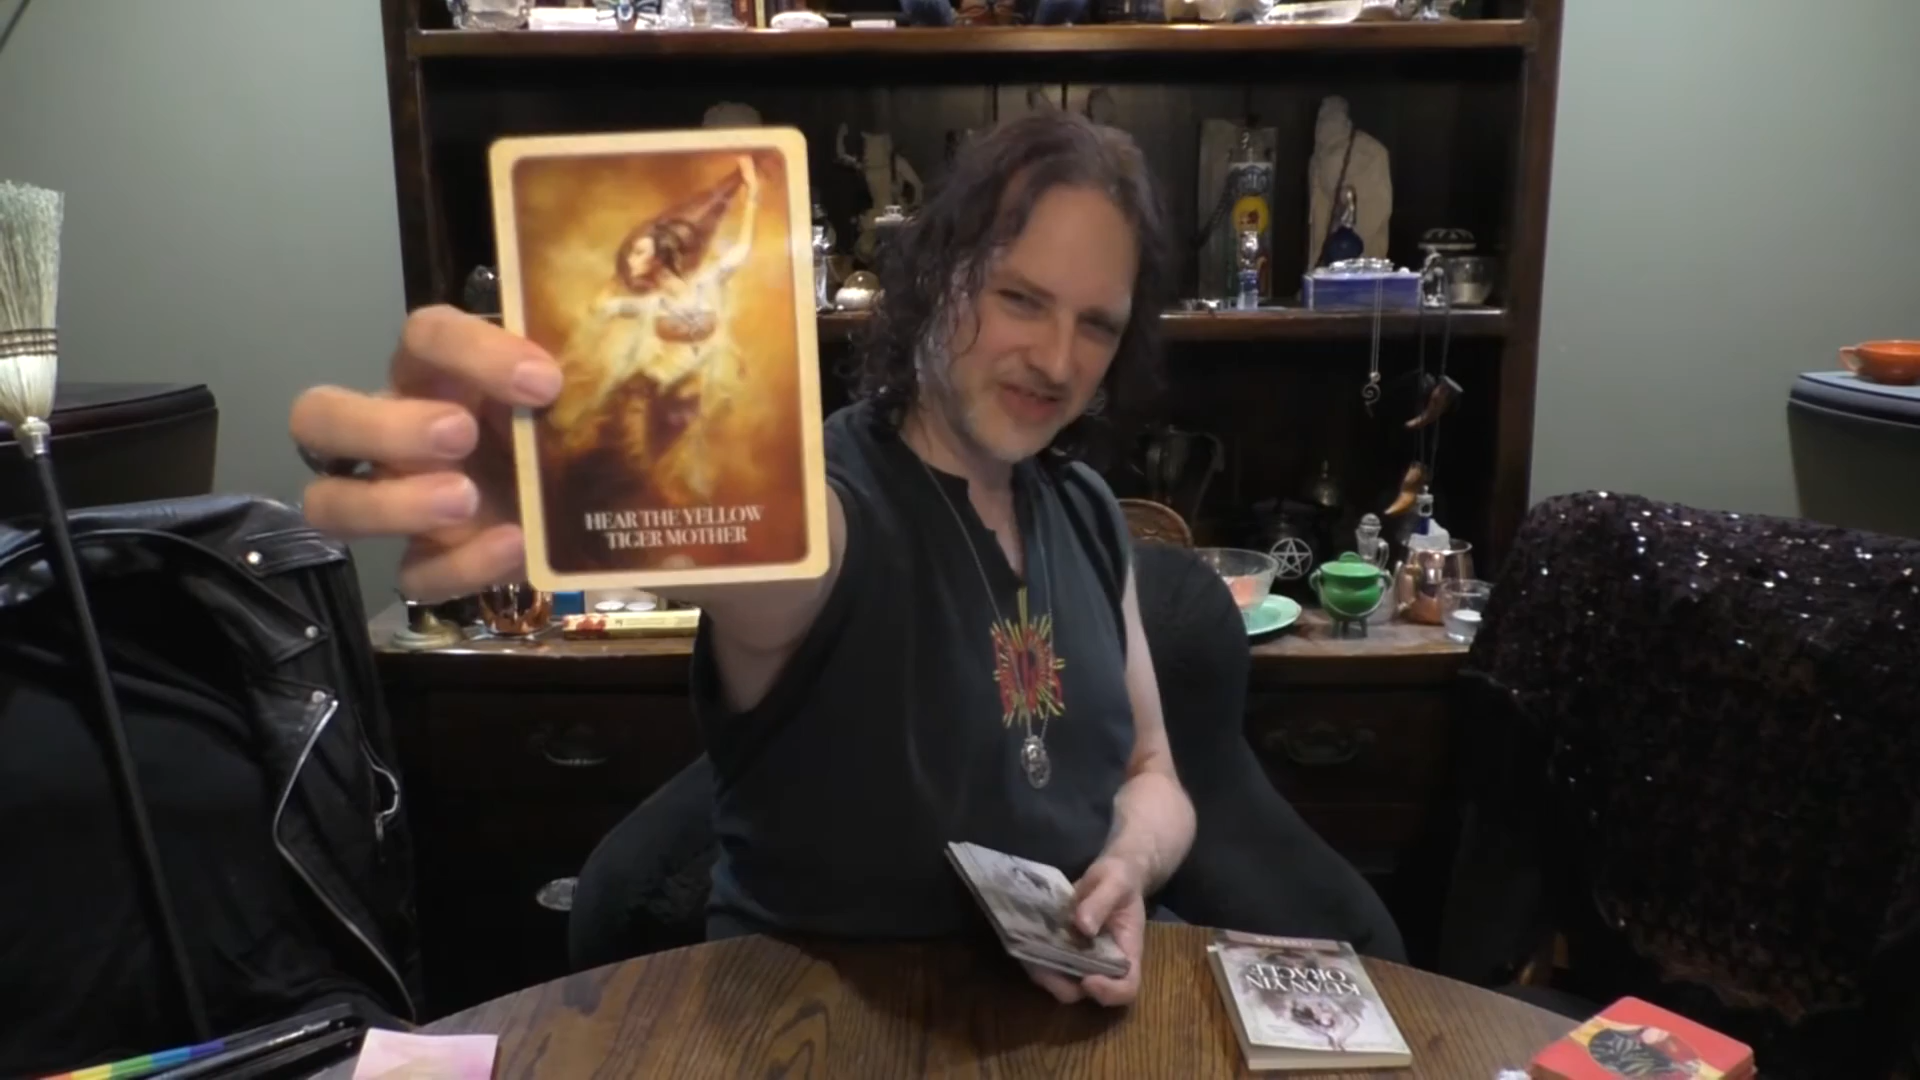 HEAR THE YELLOW
TIGER MOTHER
KUAN YIN
ORACLE